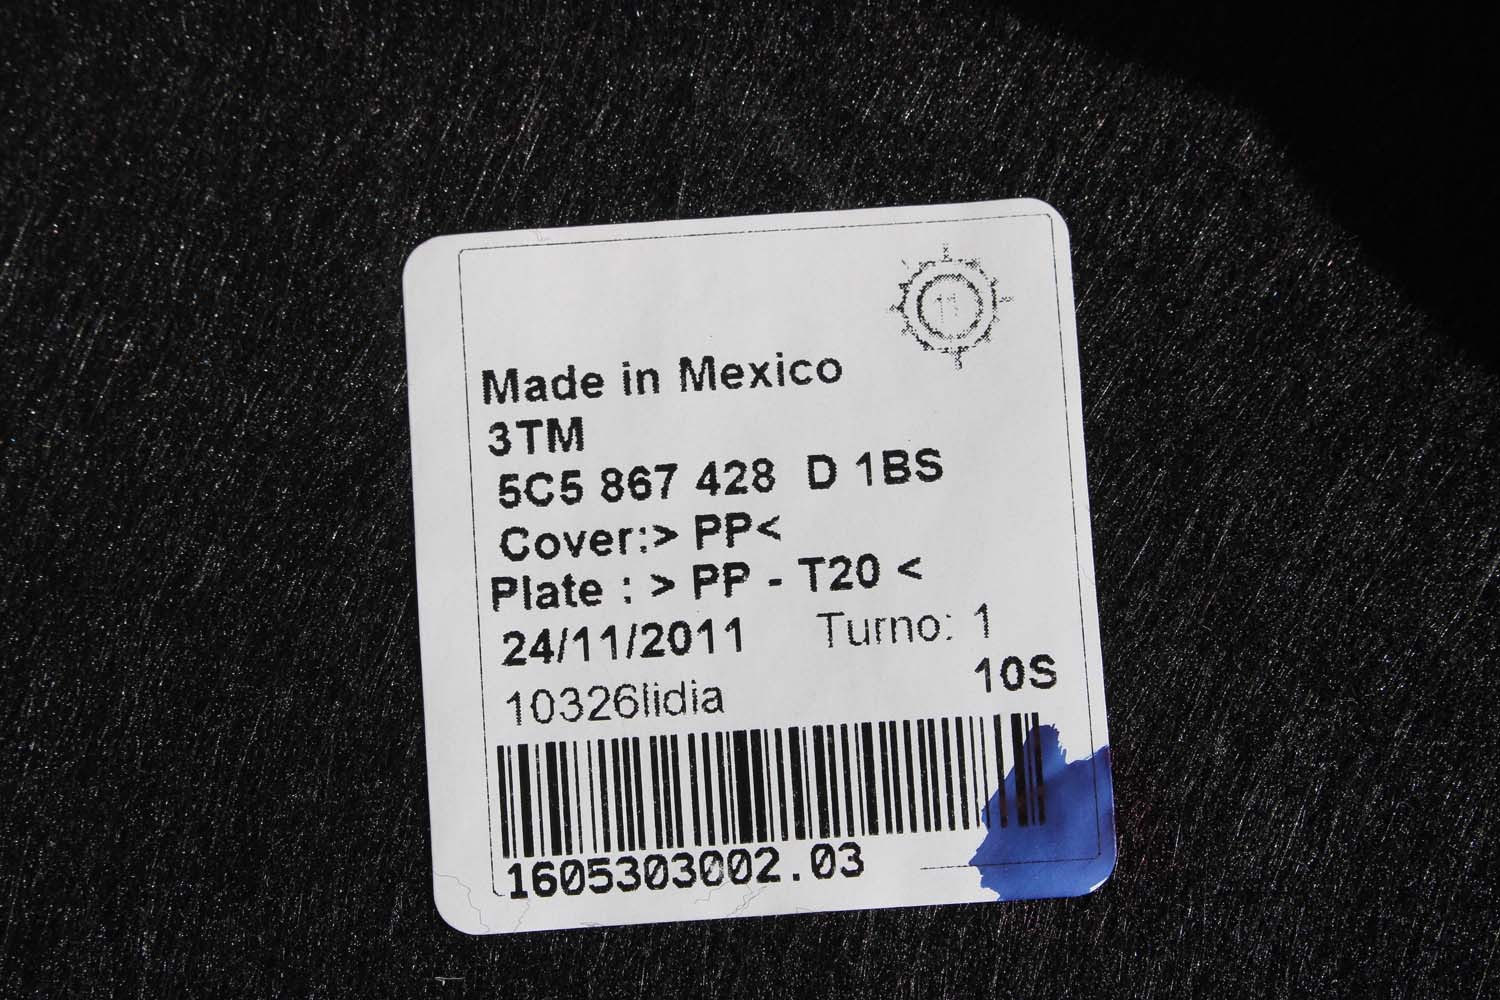 11
Made in Mexico
3TM
5C5 867 428 D 1BS
Cover:> PP<
Plate : > PP - T20 <
24/11/2011 Turno: 1
10S
10326lidia
1605303002.03